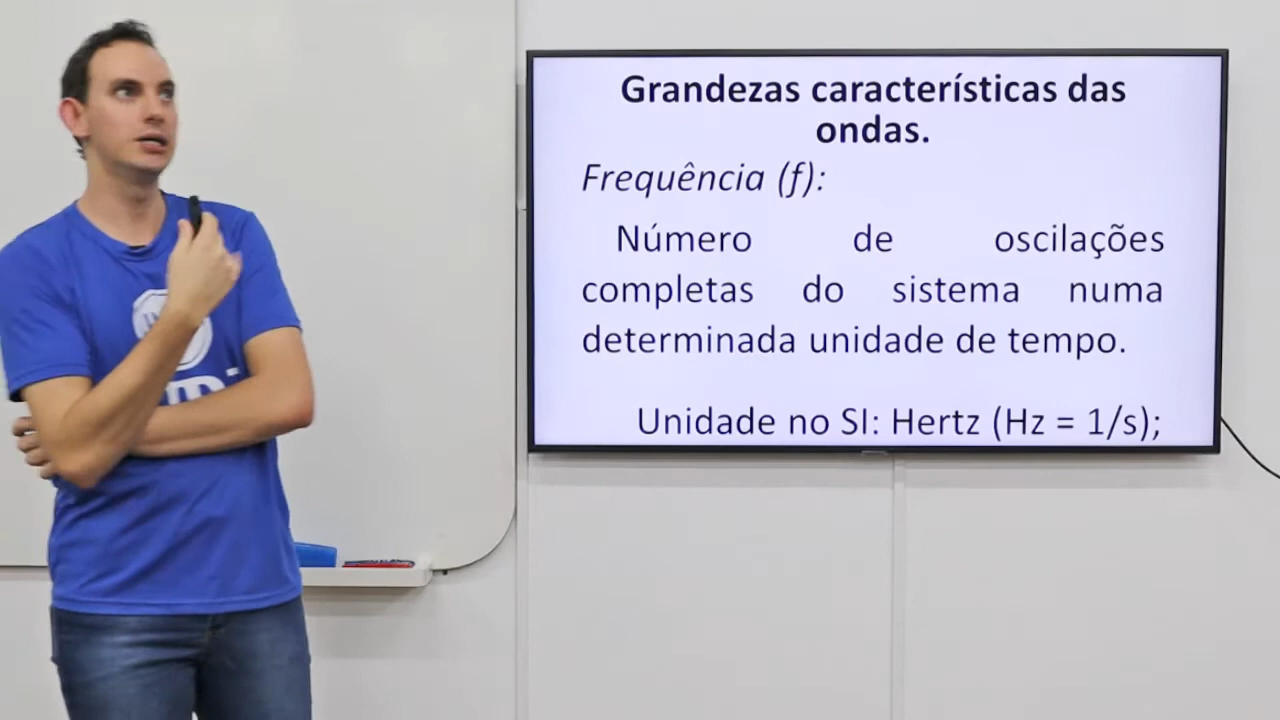 Grandezas características das
ondas.
Frequência (f):
Número de oscilações
completas do sistema numa
determinada unidade de tempo.
Unidade no SI: Hertz (Hz = 1/s);